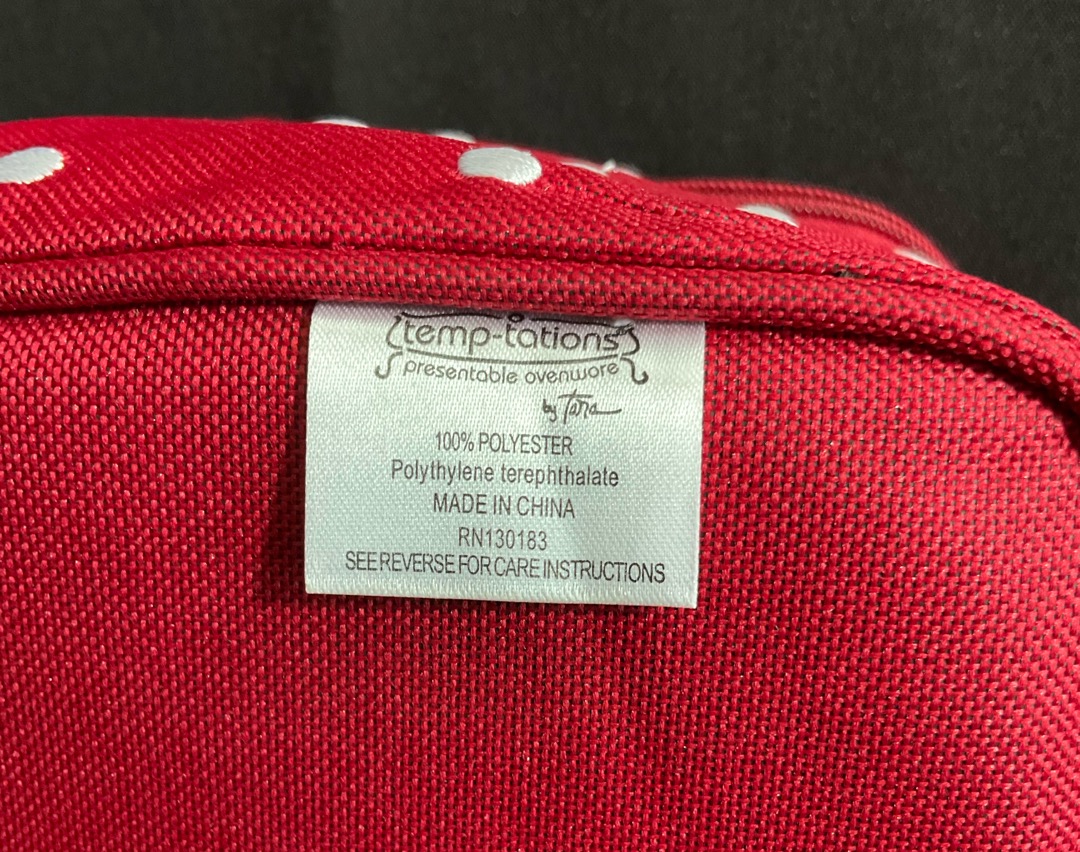 temp-tations
presentable ovenware
by Tara
100% POLYESTER
Polythylene terephthalate
MADE IN CHINA
RN130183
SEE REVERSE FOR CARE INSTRUCTIONS